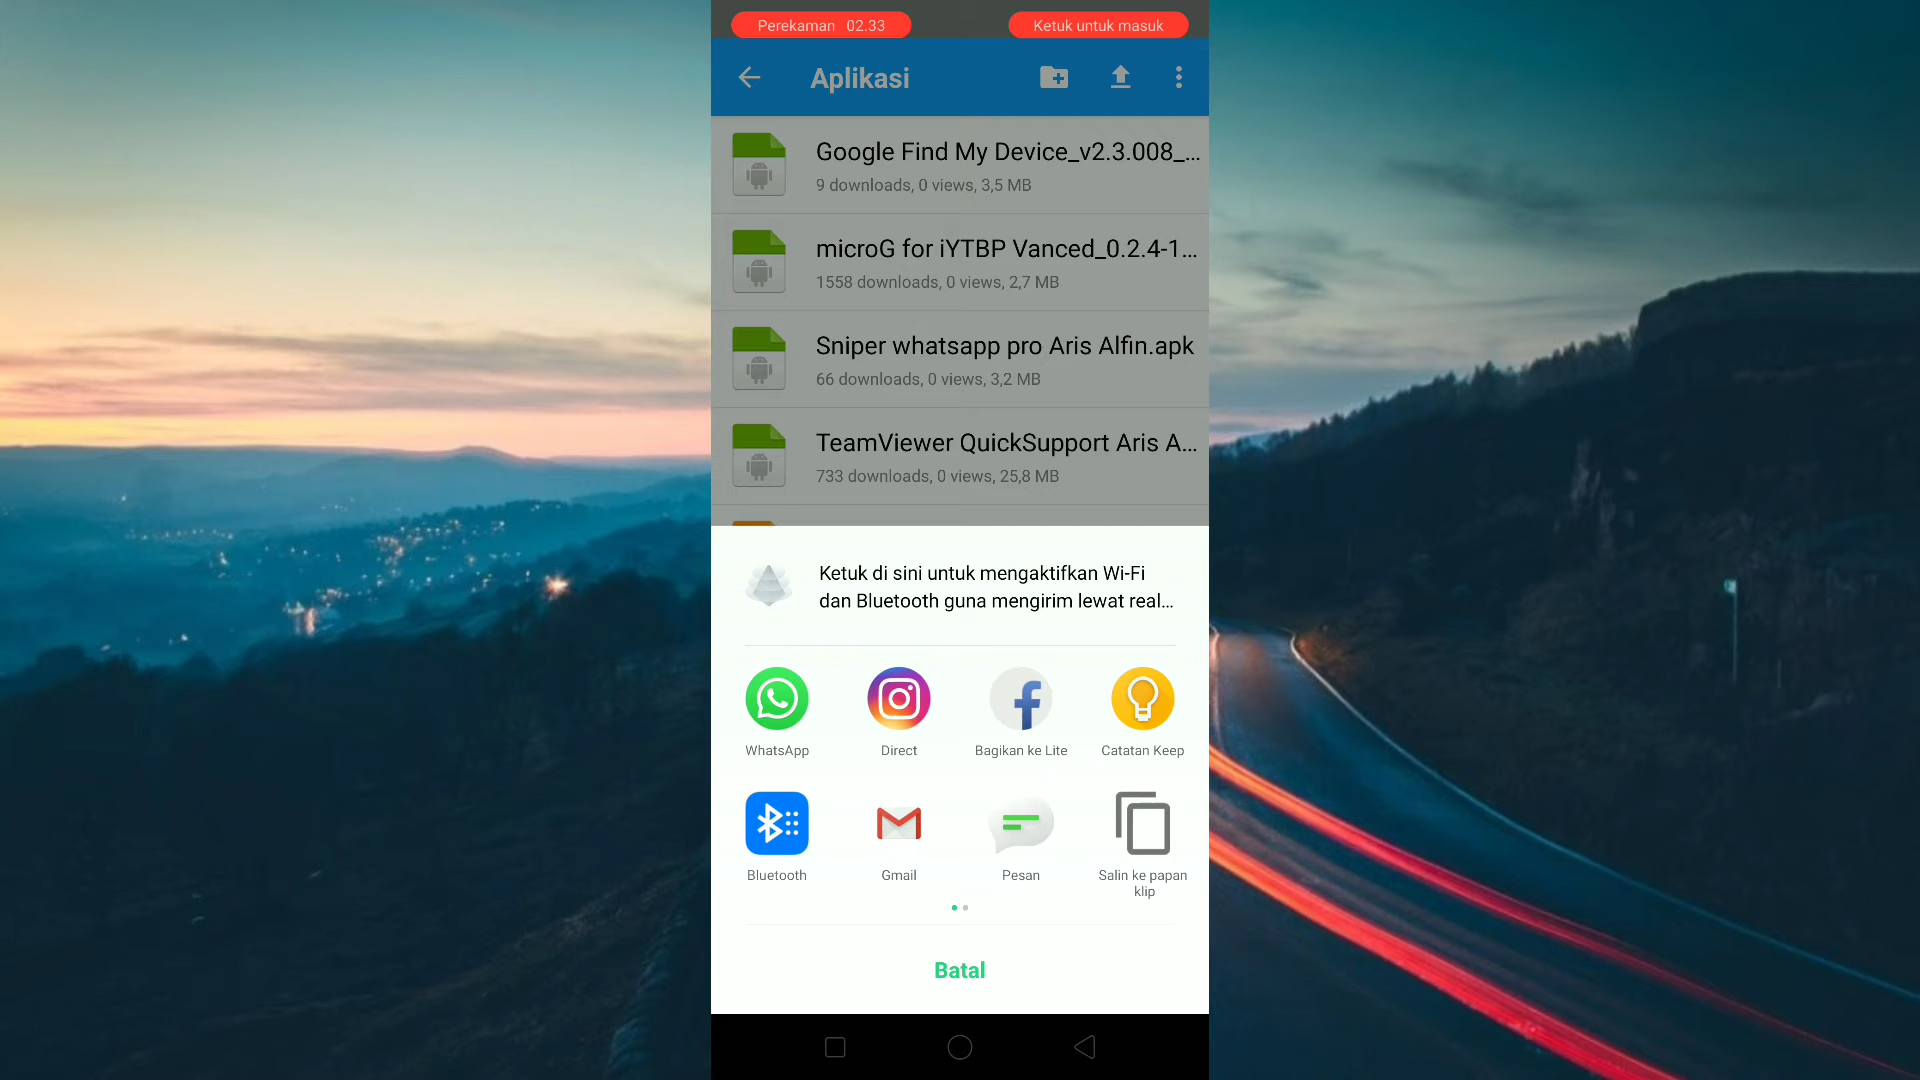 Perekaman 02.33
Ketuk untuk masuk
Aplikasi
Google Find My Device_v2.3.008_...
9 downloads, 0 views, 3,5 MB
microG for iYTBP Vanced_0.2.4-1...
1558 downloads, 0 views, 2,7 MB
Sniper whatsapp pro Aris Alfin.apk
66 downloads, 0 views, 3,2 MB
TeamViewer QuickSupport Aris A...
733 downloads, 0 views, 25,8 MB
Ketuk di sini untuk mengaktifkan Wi-Fi
dan Bluetooth guna mengirim lewat real...
WhatsApp
Direct
Bagikan ke Lite
Catatan Keep
Bluetooth
Gmail
Pesan
Salin ke papan
klip
Batal